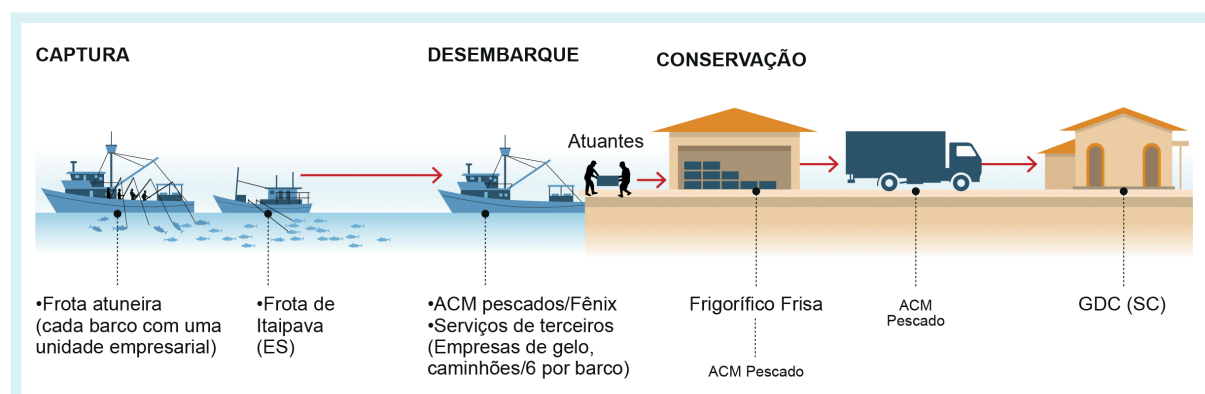 CAPTURA
DESEMBARQUE
CONSERVAÇÃO
Atuantes
•Frota atuneira
(cada barco com uma
unidade empresarial)
•Frota de
Itaipava
(ES)
•ACM pescados/Fênix
•Serviços de terceiros
(Empresas de gelo,
caminhões/6 por barco)
Frigorífico Frisa
ACM Pescado
ACM
Pescado
GDC (SC)